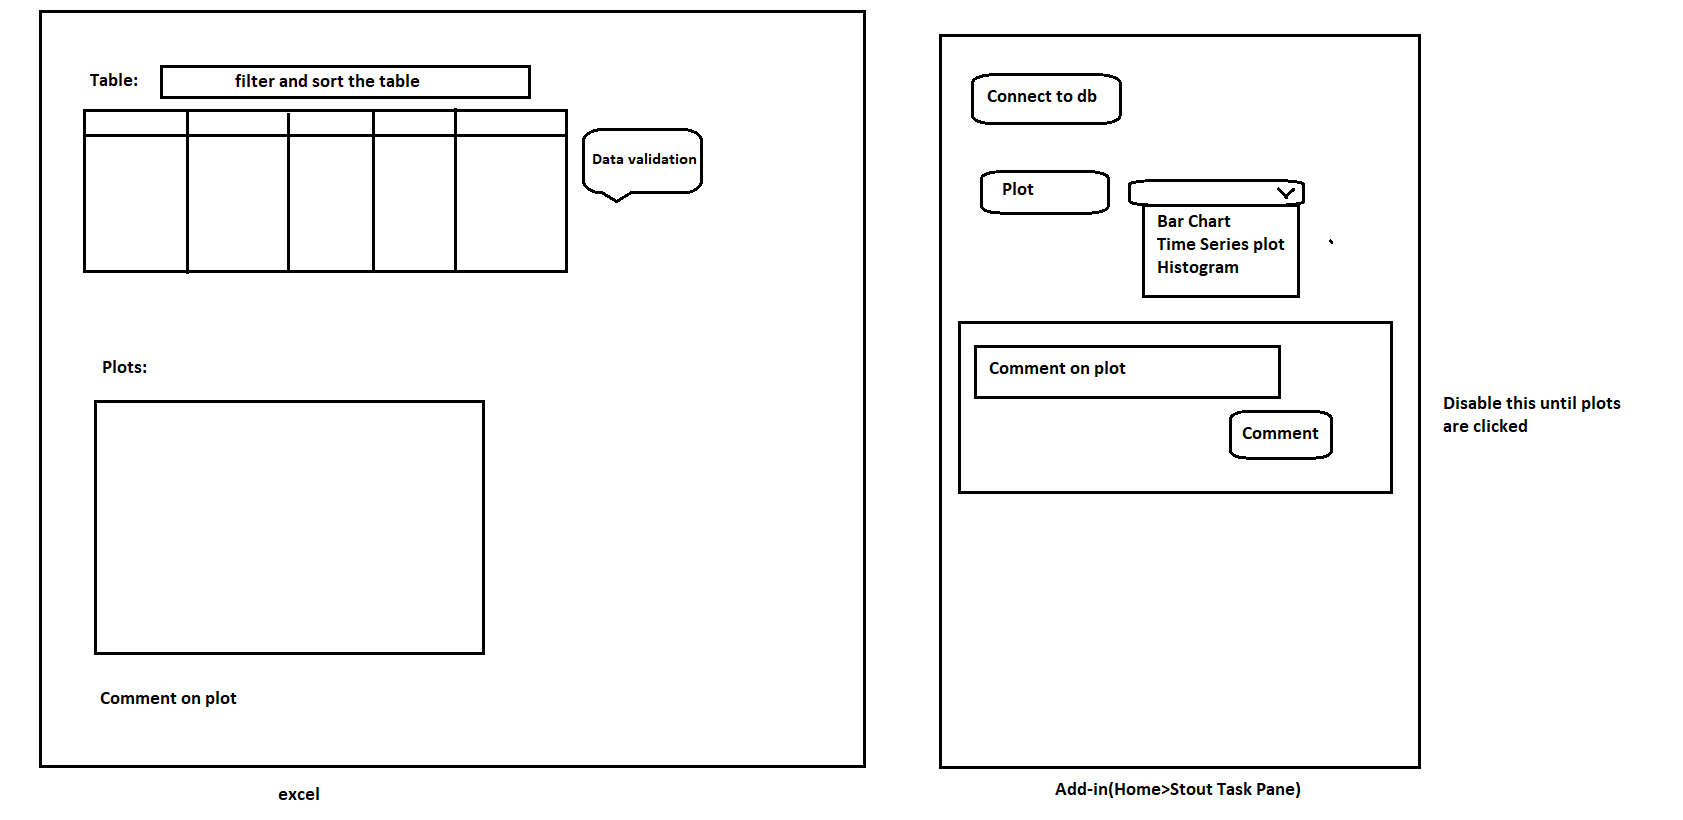 Table:
filter and sort the table
Data validation
Plots:
Comment on plot
excel
Connect to db
Plot
Bar Chart
Time Series plot
Histogram
Comment on plot
Comment
Disable this until plots
are clicked
Add-in(Home>Stout Task Pane)